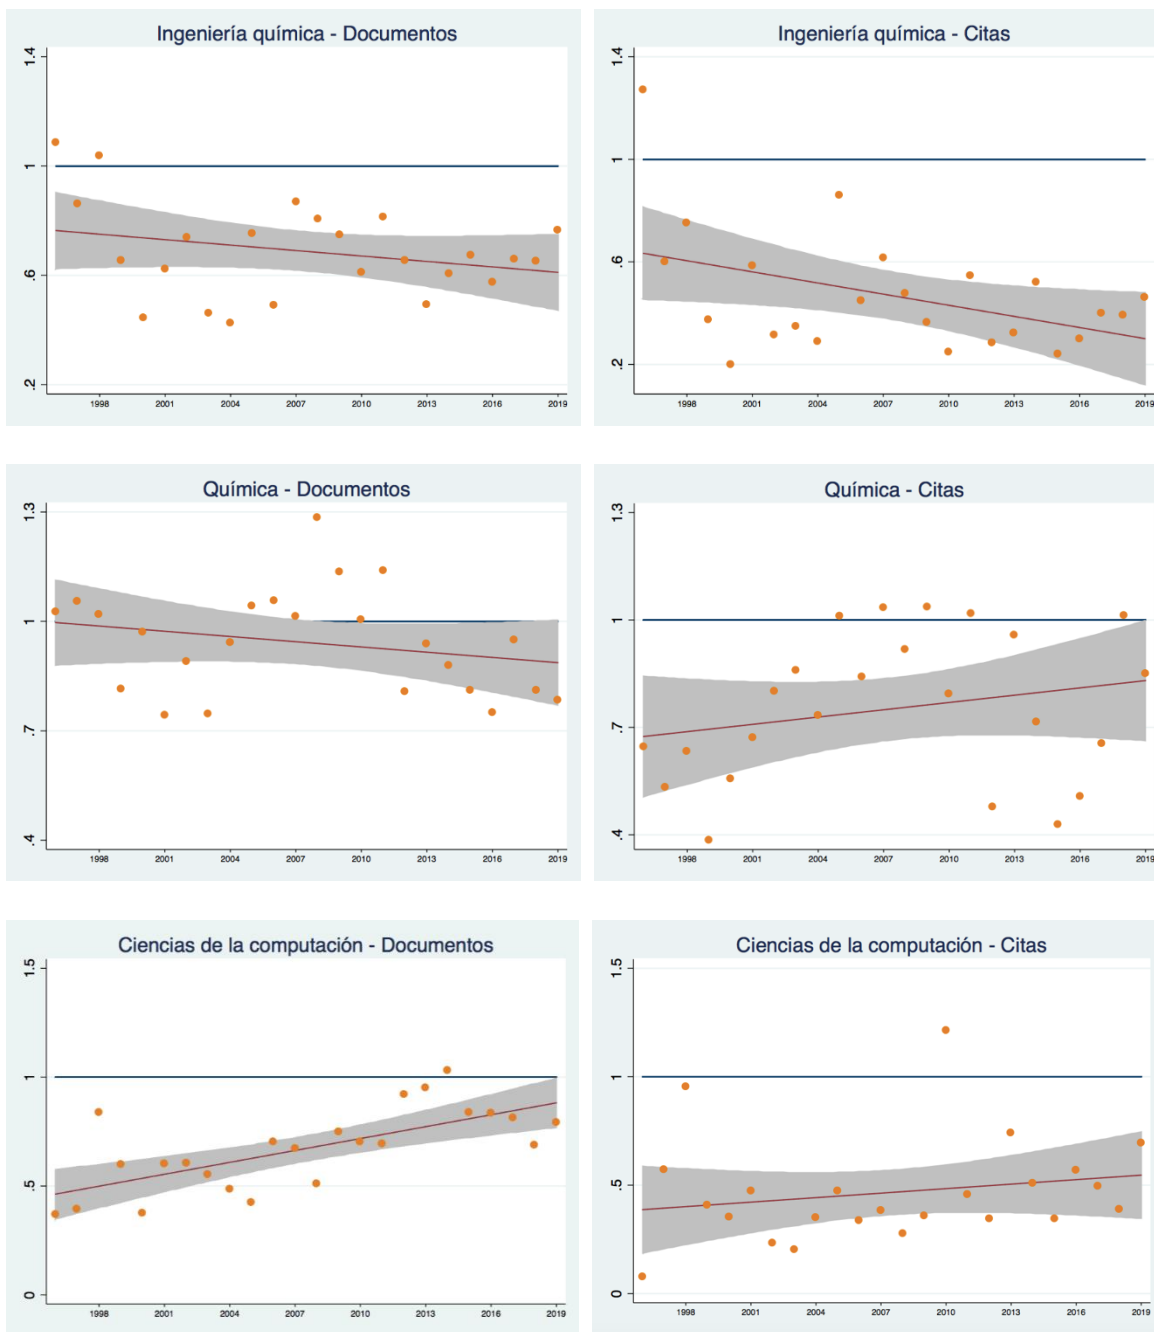 Ingeniería química - Documentos
1.4
1
.6
.2
1998 2001 2004 2007 2010 2013 2016 2019
Ingeniería química - Citas
1.4
1
.6
.2
1998 2001 2004 2007 2010 2013 2016 2019
Química - Documentos
1.3
1
.7
.4
1998 2001 2004 2007 2010 2013 2016 2019
Química - Citas
1.3
1
.7
.4
1998 2001 2004 2007 2010 2013 2016 2019
Ciencias de la computación - Documentos
1.5
1
.5
0
1998 2001 2004 2007 2010 2013 2016 2019
Ciencias de la computación - Citas
1.5
1
.5
0
1998 2001 2004 2007 2010 2013 2016 2019